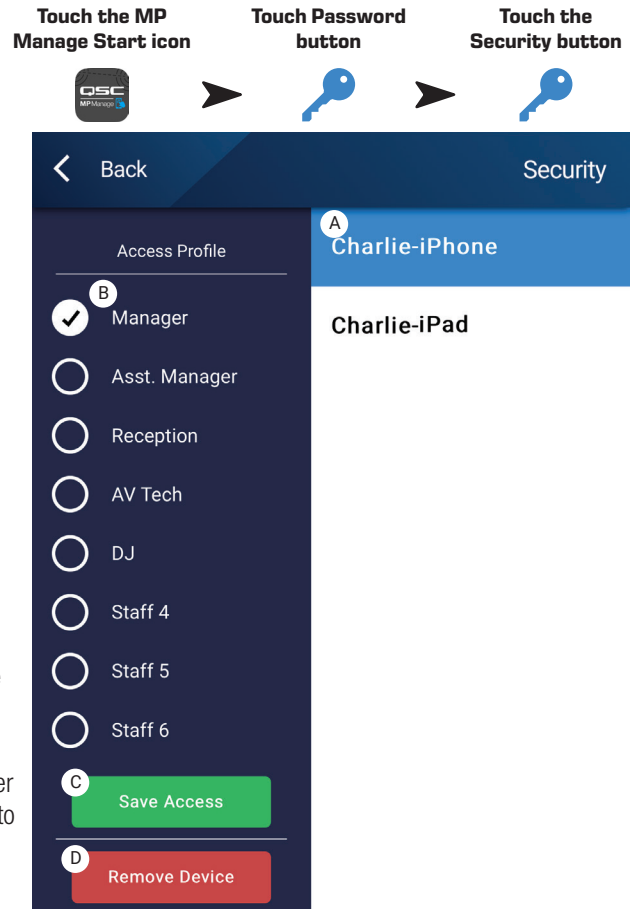 Touch the MP
Manage Start icon
Touch Password
button
Touch the
Security button
QSC
MP Manage
Back
Security
Access Profile
A
Charlie-iPhone
B
Manager
Charlie-iPad
Asst. Manager
Reception
AV Tech
DJ
Staff 4
Staff 5
Staff 6
er
to
C
Save Access
D
Remove Device